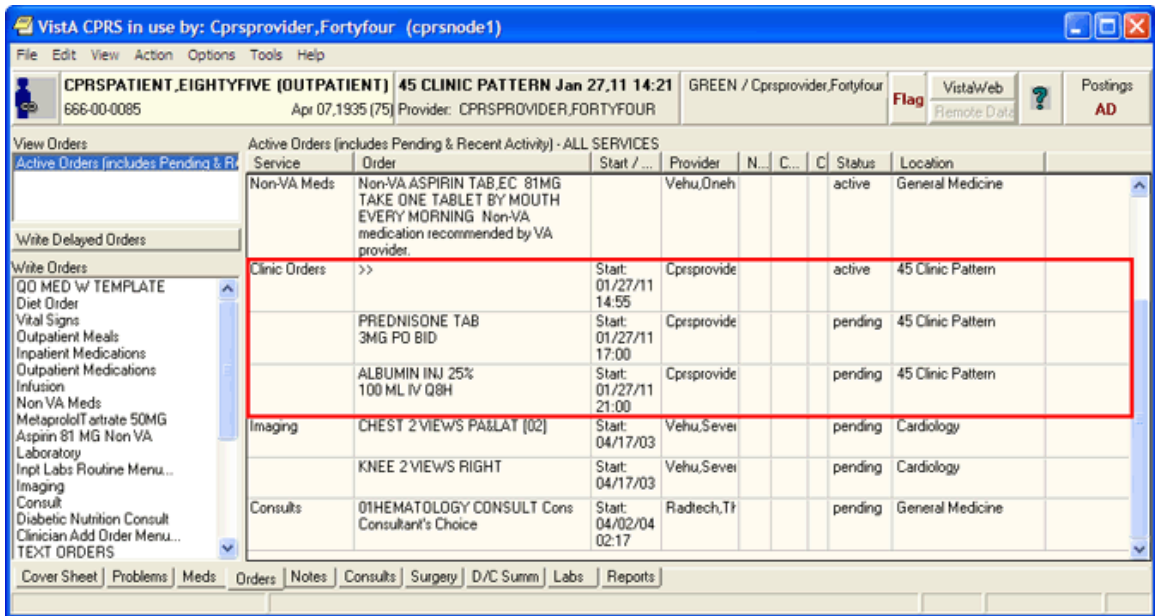 VistA CPRS in use by: Cprsprovider,Fortyfour (cprsnode1)
File Edit View Action Options Tools Help
CPRSPATIENT,EIGHTYFIVE (OUTPATIENT) 45 CLINIC PATTERN Jan 27,11 14:21 GREEN / Cprsprovider,Fortyfour Flag VistaWeb ? Postings
666-00-0085 Apr 07,1935 (75) Provider: CPRSPROVIDER,FORTYFOUR Remote Data AD
View Orders
Active Orders (includes Pending & Re
Write Delayed Orders
Write Orders
QO MED W TEMPLATE
Diet Order
Vital Signs
Outpatient Meals
Inpatient Medications
Outpatient Medications
Infusion
Non VA Meds
MetaprololTartrate 50MG
Aspirin 81 MG Non VA
Laboratory
Inpt Labs Routine Menu...
Imaging
Consult
Diabetic Nutrition Consult
Clinician Add Order Menu...
TEXT ORDERS
Active Orders (includes Pending & Recent Activity) - ALL SERVICES
Service Order Start / ... Provider N... C... C Status Location
Non-VA Meds Non-VA ASPIRIN TAB,EC 81MG Vehu,Oneh active General Medicine
TAKE ONE TABLET BY MOUTH
EVERY MORNING Non-VA
medication recommended by VA
provider.
Clinic Orders >> Start: Cprsprovide active 45 Clinic Pattern
01/27/11
14:55
PREDNISONE TAB Start: Cprsprovide pending 45 Clinic Pattern
3MG PO BID 01/27/11
17:00
ALBUMIN INJ 25% Start: Cprsprovide pending 45 Clinic Pattern
100 ML IV Q8H 01/27/11
21:00
Imaging CHEST 2 VIEWS PA&LAT [02] Start: Vehu,Sever pending Cardiology
04/17/03
KNEE 2 VIEWS RIGHT Start: Vehu,Sever pending Cardiology
04/17/03
Consults 01HEMATOLOGY CONSULT Cons Start: Radtech,Th pending General Medicine
Consultant's Choice 04/02/04
02:17
Cover Sheet Problems Meds Orders Notes Consults Surgery D/C Summ Labs Reports